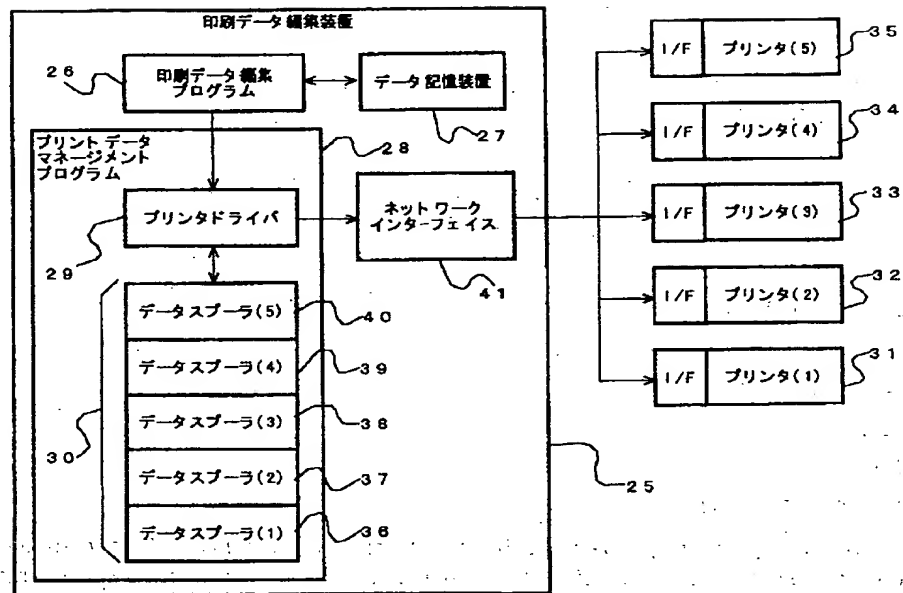 印刷データ編集装置
26
印刷データ編集
プログラム
データ記憶装置
27
プリントデータ
マネージメント
プログラム
28
プリンタドライバ
29
ネットワーク
インターフェイス
41
データスプーラ(5)
40
データスプーラ(4)
39
データスプーラ(3)
38
データスプーラ(2)
37
データスプーラ(1)
36
30
25
I/F プリンタ(5)
35
I/F プリンタ(4)
34
I/F プリンタ(3)
33
I/F プリンタ(2)
32
I/F プリンタ(1)
31